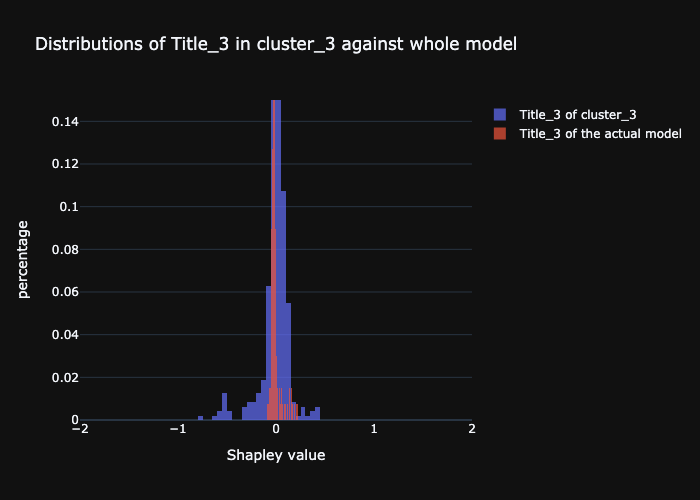 Distributions of Title_3 in cluster_3 against whole model
Title_3 of cluster_3
Title_3 of the actual model
percentage
0.14
0.12
0.1
0.08
0.06
0.04
0.02
0
−2
−1
0
1
2
Shapley value